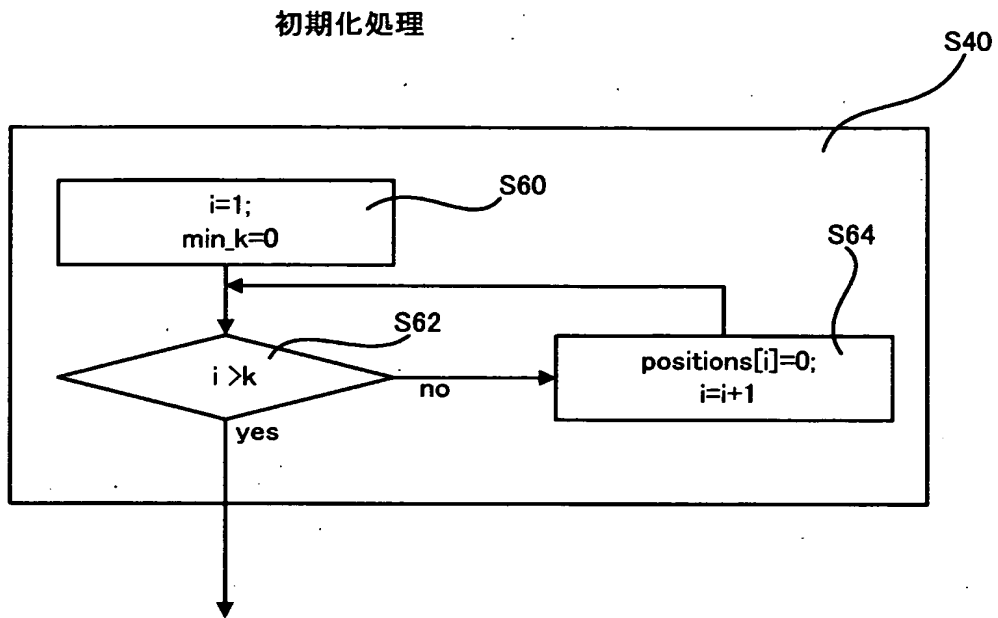 初期化処理
S40
i=1;
min_k=0
S60
S64
S62
i >k
no
positions[i]=0;
i=i+1
yes